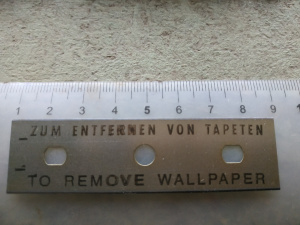 1 2 3 4 5 6 7 8 9
ZUM ENTFERNEN VON TAPETEN
TO REMOVE WALLPAPER